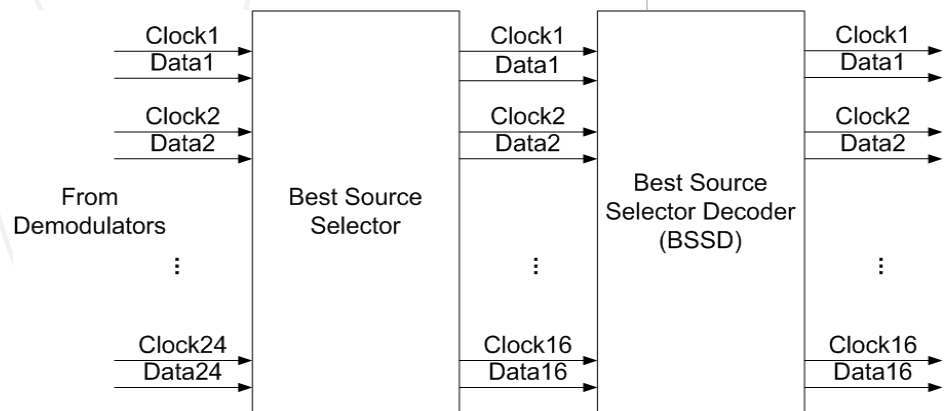 Clock1
Data1
Clock2
Data2
From
Demodulators
...
Clock24
Data24
Best Source
Selector
Clock1
Data1
Clock2
Data2
...
Clock16
Data16
Best Source
Selector Decoder
(BSSD)
Clock1
Data1
Clock2
Data2
...
Clock16
Data16